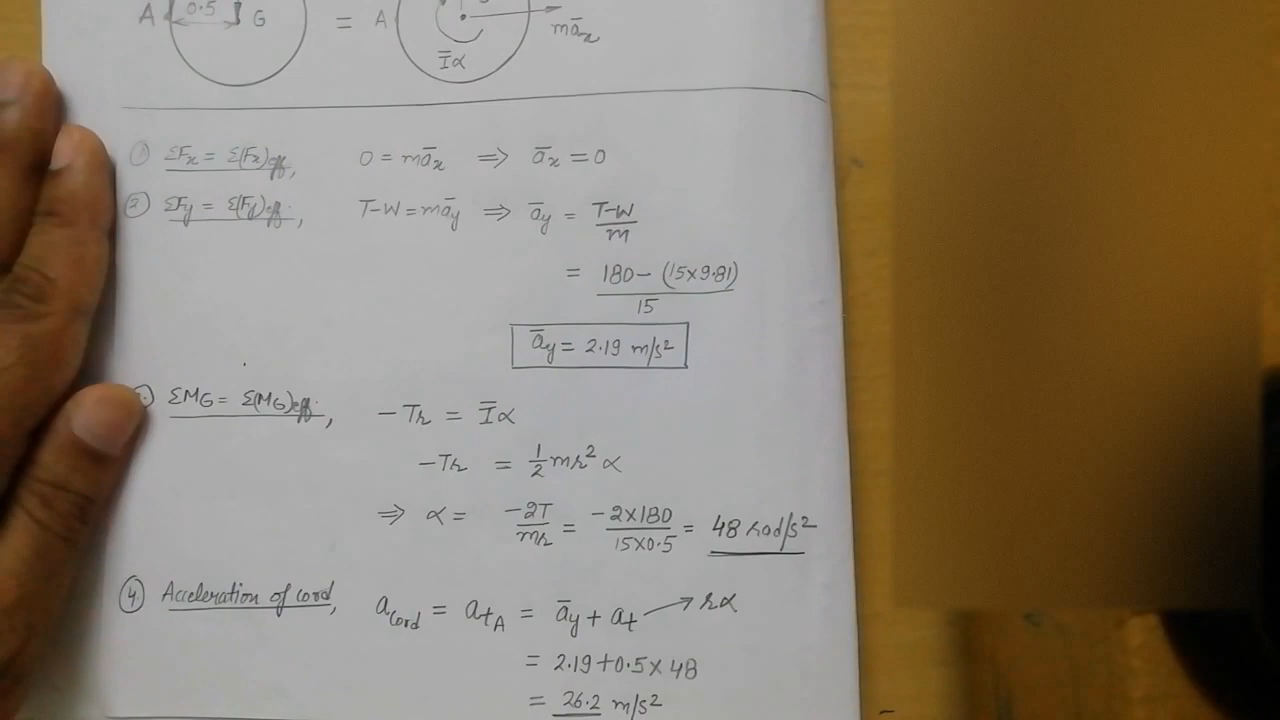 A 0.5 G = A
māx
Īα
① ΣFx = Σ(Fx)eff, 0 = māx ⇒ āx = 0
② ΣFy = Σ(Fy)eff, T-W = māy ⇒ āy = T-W / m
= 180 - (15×9.81) / 15
āy = 2.19 m/s²
ΣMG = Σ(MG)eff, -Tr = Īα
-Tr = 1/2 mr² α
⇒ α = -2T / mr = -2×180 / 15×0.5 = 48 rad/s²
④ Acceleration of cord, acord = atA = āy + at → rα
= 2.19 + 0.5 × 48
= 26.2 m/s²